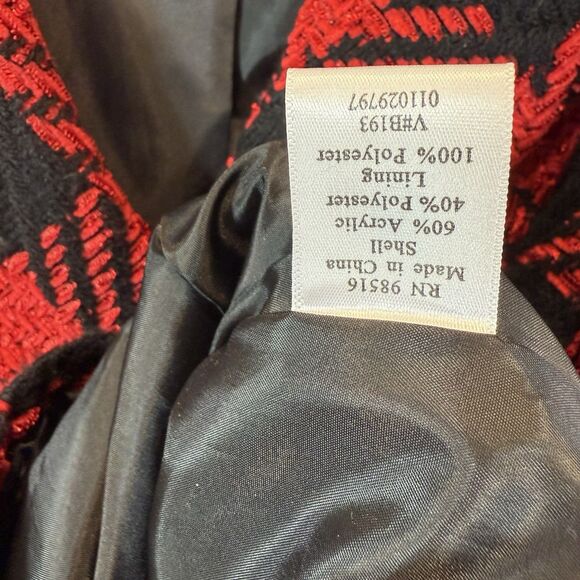 RN 98516
Made in China
Shell
60% Acrylic
40% Polyester
Lining
100% Polyester
V#B193
011029797